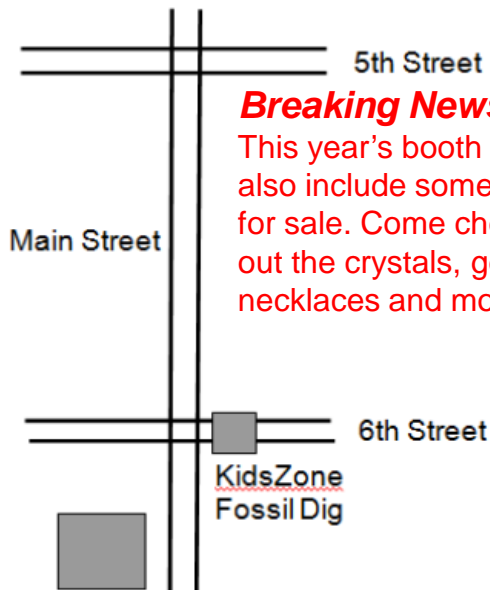 5th Street
Breaking News
This year’s booth
also include some
for sale. Come
out the crystals,
necklaces and
Main Street
6th Street
KidsZone
Fossil Dig